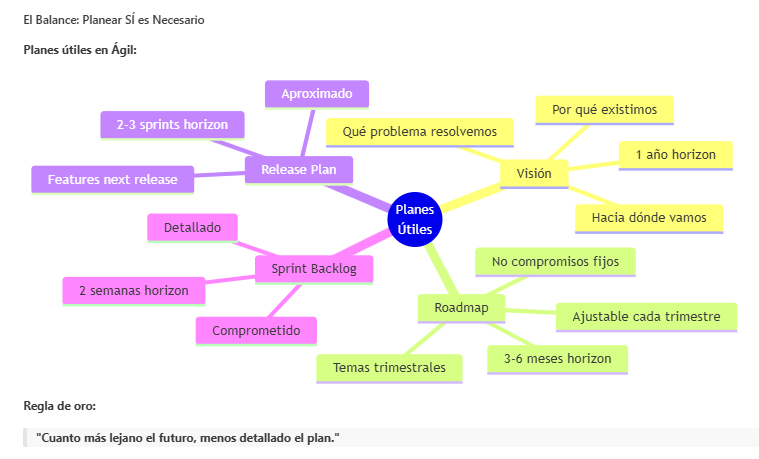 El Balance: Planear SÍ es Necesario
Planes útiles en Ágil:
Aproximado
2-3 sprints horizon
Features next release
Release Plan
Qué problema resolvemos
Por qué existimos
1 año horizon
Visión
Hacia dónde vamos
Planes
Útiles
Detallado
2 semanas horizon
Sprint Backlog
Comprometido
No compromisos fijos
Roadmap
Ajustable cada trimestre
3-6 meses horizon
Temas trimestrales
Regla de oro:
"Cuanto más lejano el futuro, menos detallado el plan."